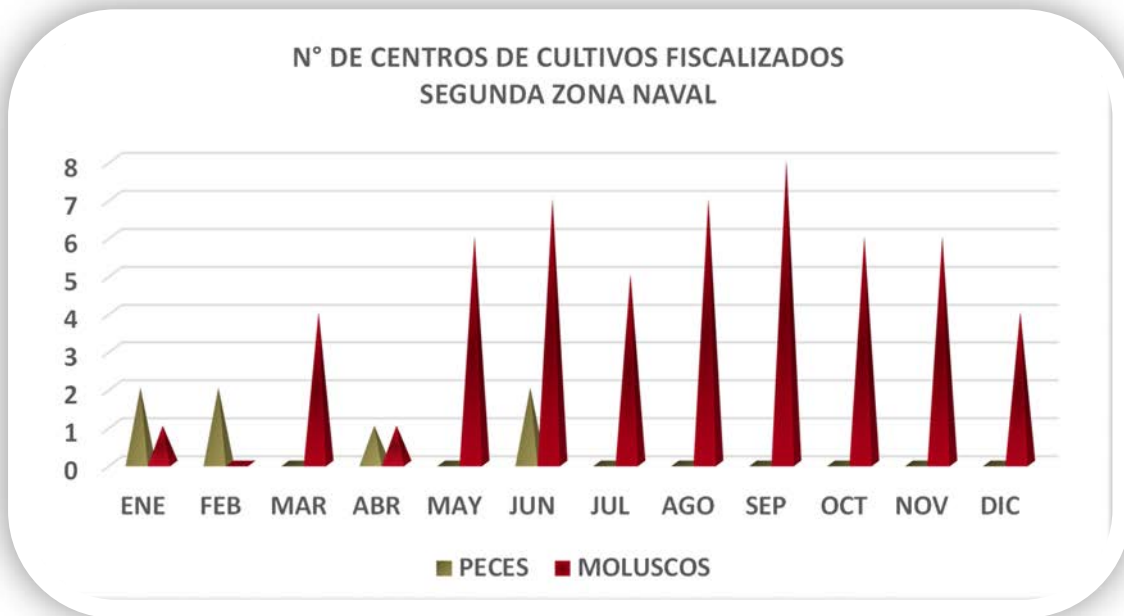 N° DE CENTROS DE CULTIVOS FISCALIZADOS
SEGUNDA ZONA NAVAL
8
7
6
5
4
3
2
1
0
ENE FEB MAR ABR MAY JUN JUL AGO SEP OCT NOV DIC
PECES MOLUSCOS